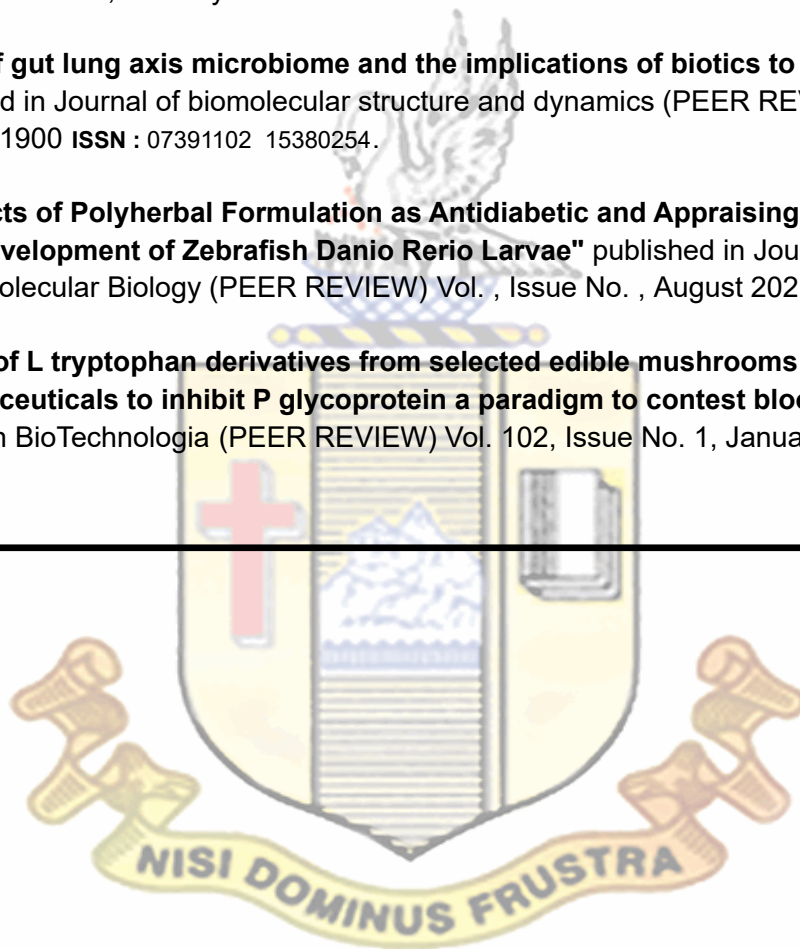 f gut lung axis microbiome and the implications of biotics to
d in Journal of biomolecular structure and dynamics (PEER RE
1900 ISSN : 07391102 15380254.
cts of Polyherbal Formulation as Antidiabetic and Appraising
velopment of Zebrafish Danio Rerio Larvae" published in Jou
olecular Biology (PEER REVIEW) Vol. , Issue No. , August 202
of L tryptophan derivatives from selected edible mushrooms
ceuticals to inhibit P glycoprotein a paradigm to contest bloo
n BioTechnologia (PEER REVIEW) Vol. 102, Issue No. 1, Janua
NISI DOMINUS FRUSTRA